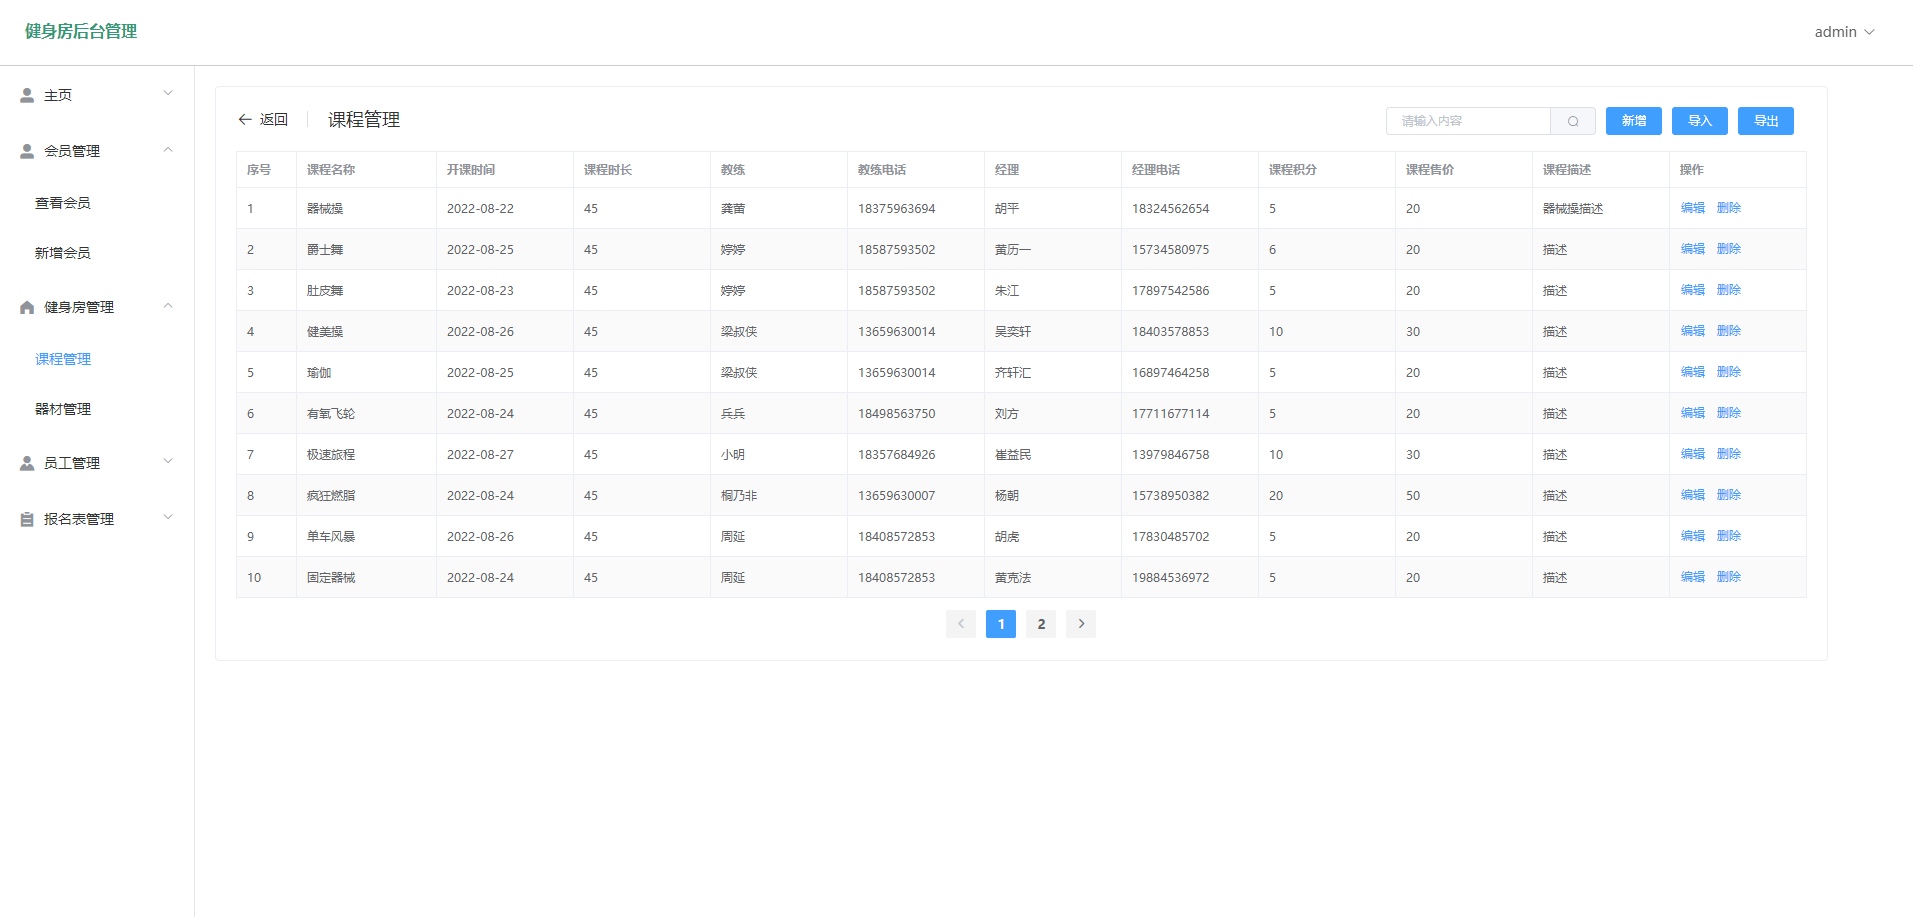 健身房后台管理
admin
主页
会员管理
查看会员
新增会员
健身房管理
课程管理
器材管理
员工管理
报名表管理
返回 课程管理
请输入内容 新增 导入 导出
序号 课程名称 开课时间 课程时长 教练 教练电话 经理 经理电话 课程积分 课程售价 课程描述 操作
1 器械操 2022-08-22 45 龚蕾 18375963694 胡平 18324562654 5 20 器械操描述 编辑 删除
2 爵士舞 2022-08-25 45 婷婷 18587593502 黄历一 15734580975 6 20 描述 编辑 删除
3 肚皮舞 2022-08-23 45 婷婷 18587593502 朱江 17897542586 5 20 描述 编辑 删除
4 健美操 2022-08-26 45 梁叔侠 13659630014 吴奕轩 18403578853 10 30 描述 编辑 删除
5 瑜伽 2022-08-25 45 梁叔侠 13659630014 齐轩汇 16897464258 5 20 描述 编辑 删除
6 有氧飞轮 2022-08-24 45 兵兵 18498563750 刘方 17711677114 5 20 描述 编辑 删除
7 极速旅程 2022-08-27 45 小明 18357684926 崔益民 13979846758 10 30 描述 编辑 删除
8 疯狂燃脂 2022-08-24 45 桐乃非 13659630007 杨朝 15738950382 20 50 描述 编辑 删除
9 单车风暴 2022-08-26 45 周延 18408572853 胡虎 17830485702 5 20 描述 编辑 删除
10 固定器械 2022-08-24 45 周延 18408572853 黄宪法 19884536972 5 20 描述 编辑 删除
1 2